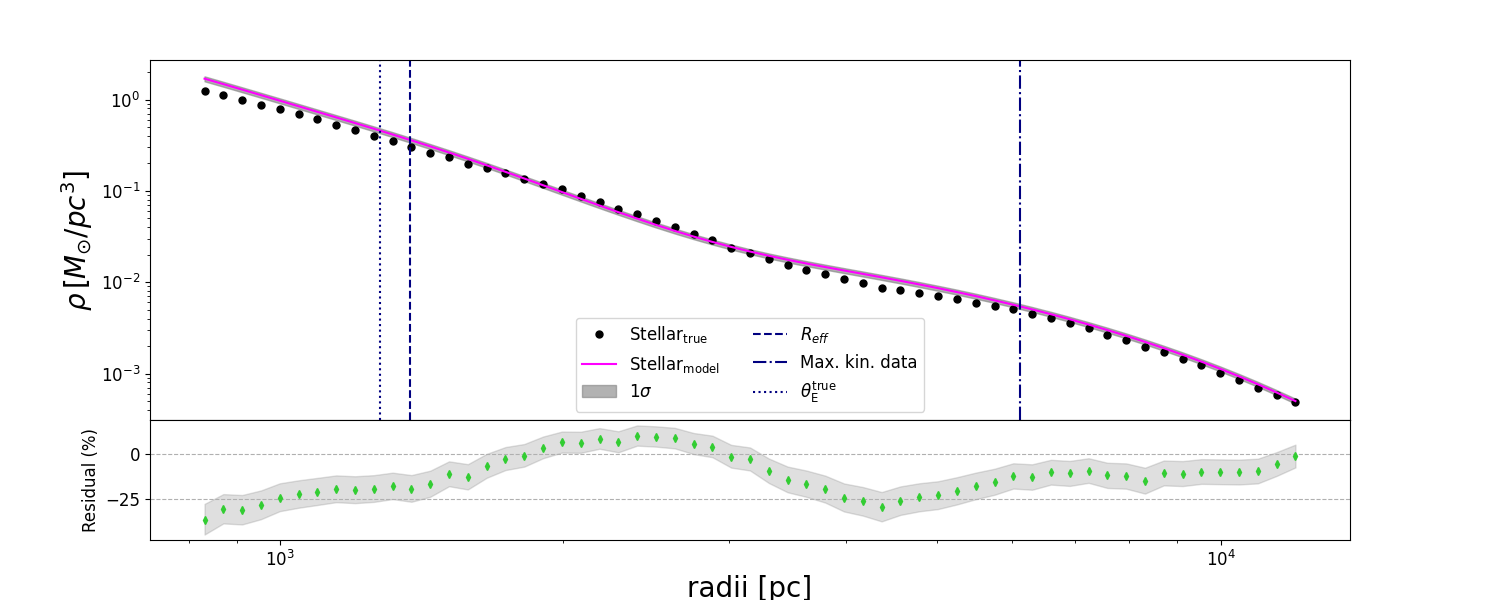 10⁰
10⁻¹
10⁻²
10⁻³
ρ [M⊙/pc³]
Stellar_true
Stellar_model
1σ
R_eff
Max. kin. data
θ_E^true
0
−25
Residual (%)
10³
10⁴
radii [pc]